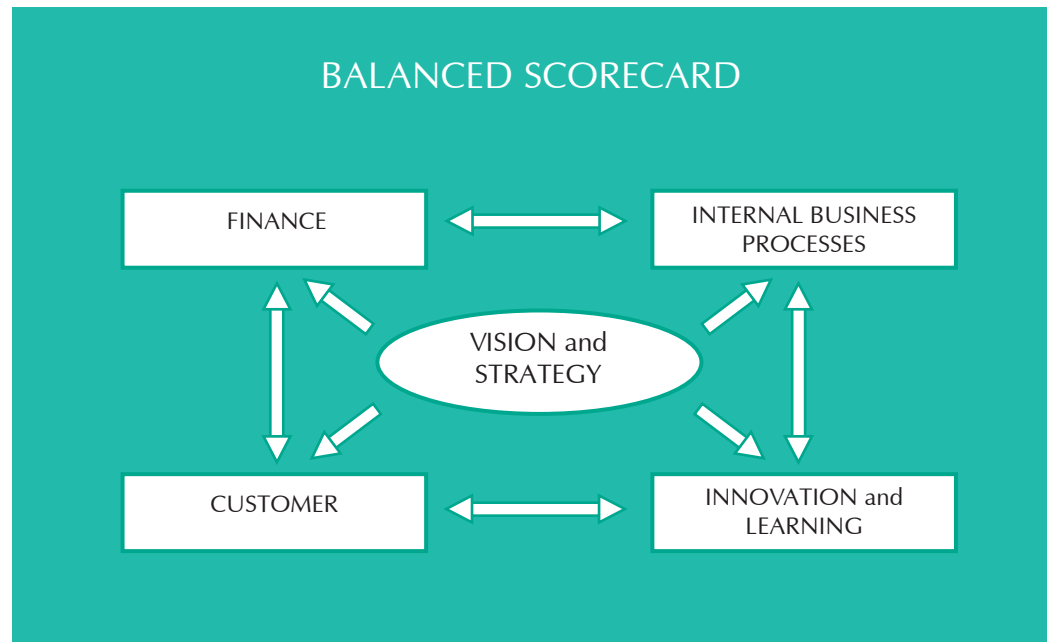 BALANCED SCORECARD
FINANCE
INTERNAL BUSINESS
PROCESSES
VISION and
STRATEGY
CUSTOMER
INNOVATION and
LEARNING